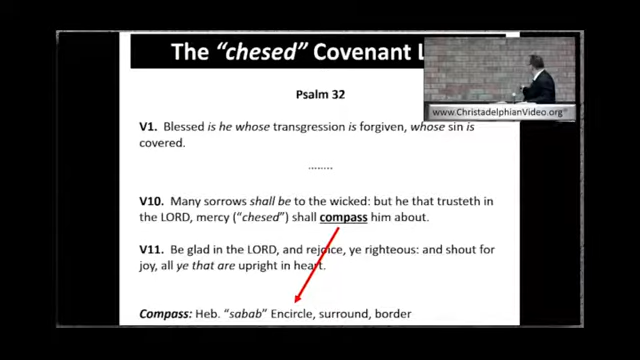 The “chesed” Covenant L
www.ChristadelphianVideo.org
Psalm 32
V1. Blessed is he whose transgression is forgiven, whose sin is
covered.
........
V10. Many sorrows shall be to the wicked: but he that trusteth in
the LORD, mercy (“chesed”) shall compass him about.
V11. Be glad in the LORD, and rejoice, ye righteous: and shout for
joy, all ye that are upright in heart.
Compass: Heb. “sabab” Encircle, surround, border